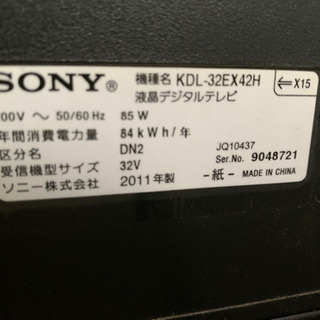 SONY 機種名 KDL-32EX42H
液晶デジタルテレビ
⇐X15
00V ～ 50/60 Hz 85 W
年間消費電力量 84 kWh/年
区分名 DN2 JQ10437
受信機型サイズ 32V Ser.No. 9048721
ソニー株式会社 2011年製 -紙- MADE IN CHINA